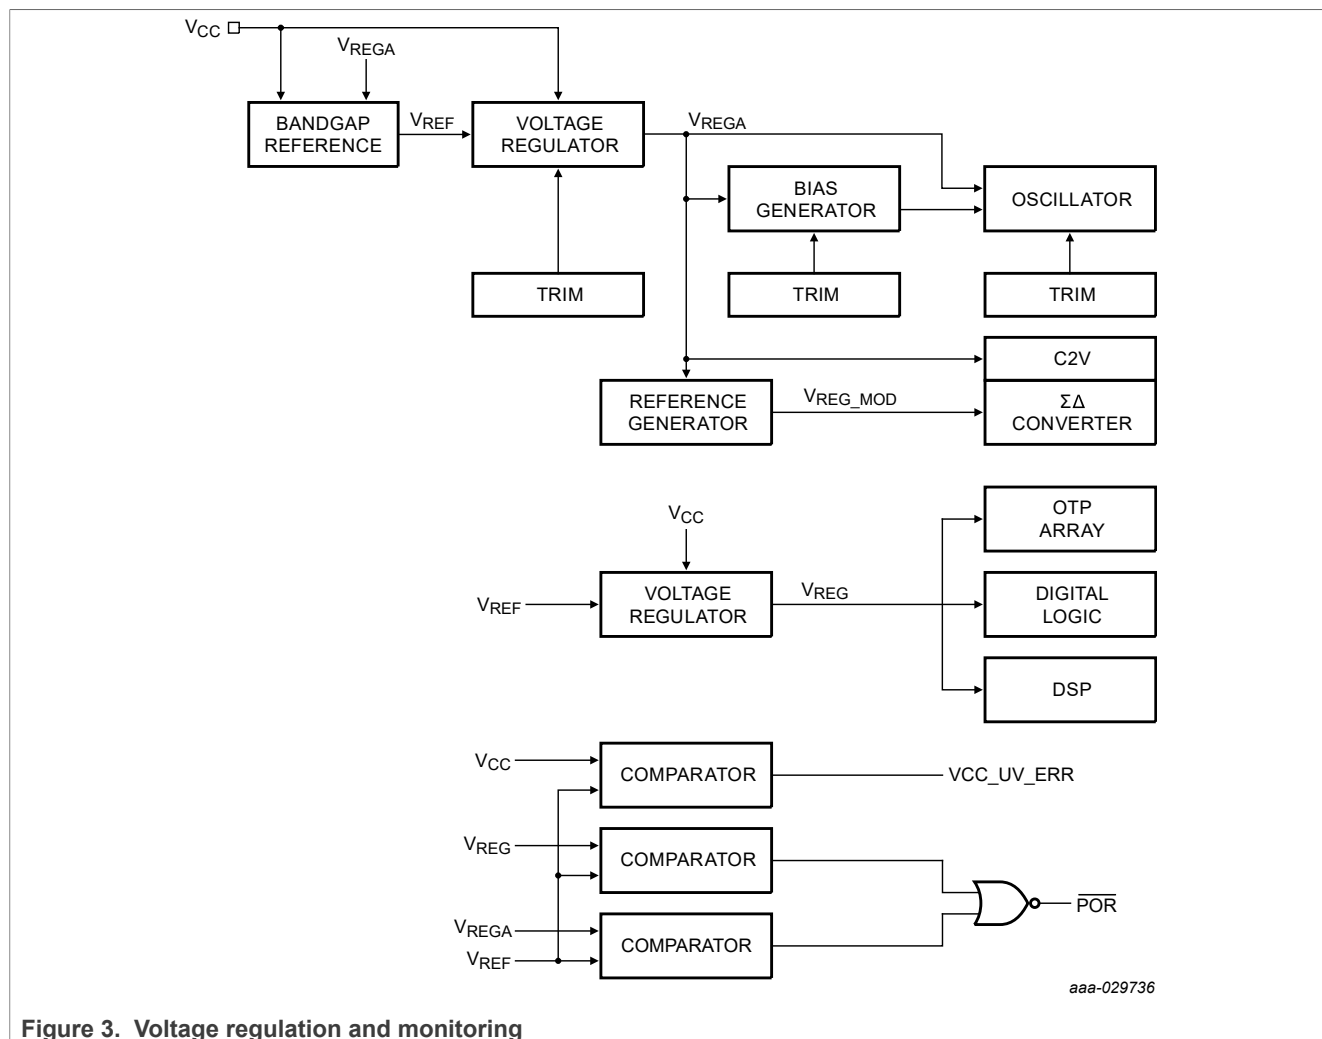 VCC
VREGA
BANDGAP
REFERENCE
VREF
VOLTAGE
REGULATOR
VREGA
BIAS
GENERATOR
OSCILLATOR
TRIM
TRIM
TRIM
C2V
REFERENCE
GENERATOR
VREG_MOD
ΣΔ
CONVERTER
VCC
VREF
VOLTAGE
REGULATOR
VREG
OTP
ARRAY
DIGITAL
LOGIC
DSP
VCC
COMPARATOR
VCC_UV_ERR
VREG
COMPARATOR
VREGA
VREF
COMPARATOR
POR
aaa-029736
Figure 3. Voltage regulation and monitoring